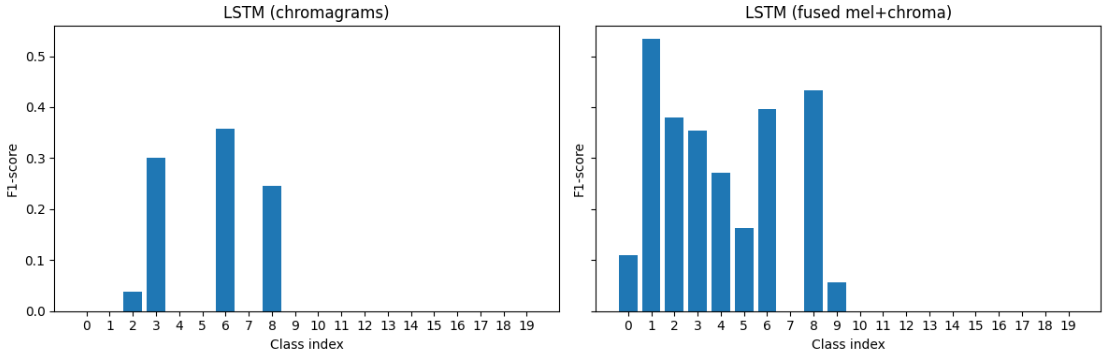 LSTM (chromagrams)
F1-score
0.5
0.4
0.3
0.2
0.1
0.0
0 1 2 3 4 5 6 7 8 9 10 11 12 13 14 15 16 17 18 19
Class index
LSTM (fused mel+chroma)
F1-score
0 1 2 3 4 5 6 7 8 9 10 11 12 13 14 15 16 17 18 19
Class index